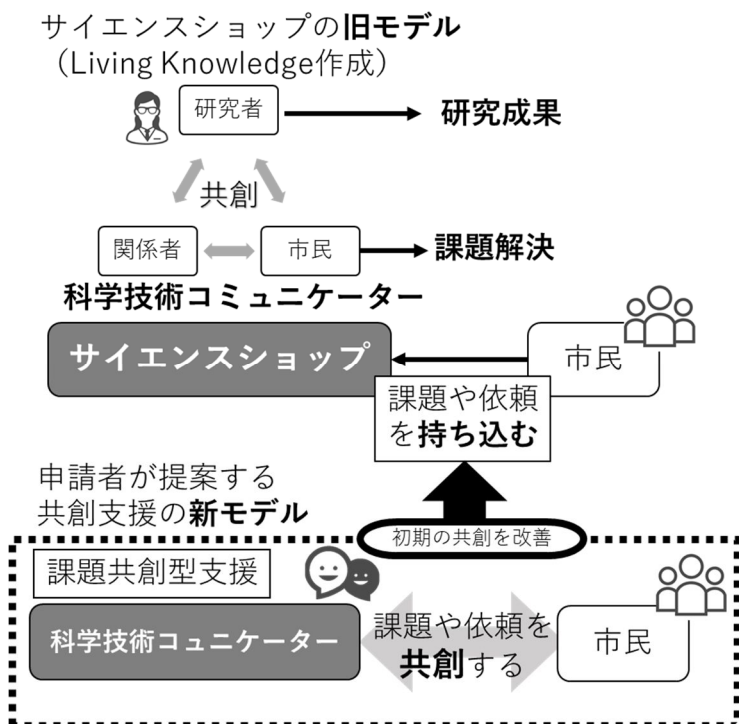 サイエンスショップの旧モデル
（Living Knowledge作成）
研究者
研究成果
共創
関係者
市民
課題解決
科学技術コミュニケーター
サイエンスショップ
市民
課題や依頼
を持ち込む
申請者が提案する
共創支援の新モデル
初期の共創を改善
課題共創型支援
科学技術コュニケーター
課題や依頼を
共創する
市民